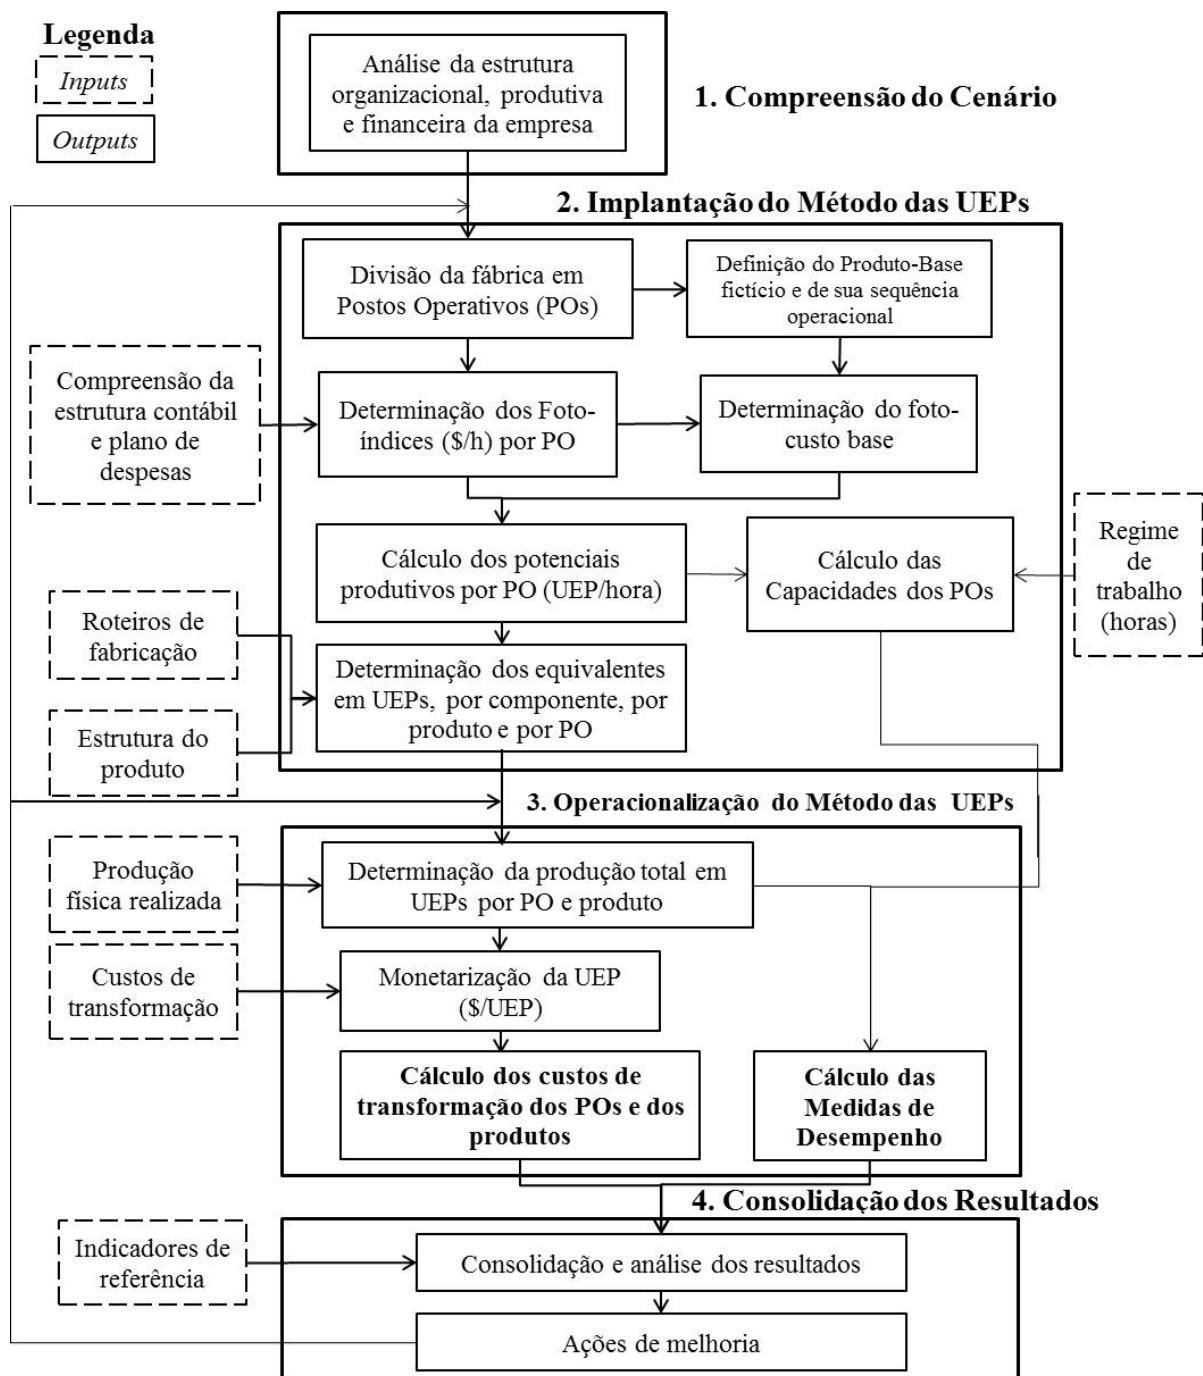 Legenda
Inputs
Outputs
Análise da estrutura
organizacional, produtiva
e financeira da empresa
1. Compreensão do Cenário
2. Implantação do Método das UEPs
Divisão da fábrica em
Postos Operativos (POs)
Definição do Produto-Base
fictício e de sua sequência
operacional
Compreensão da
estrutura contábil
e plano de
despesas
Determinação dos Foto-
índices ($/h) por PO
Determinação do foto-
custo base
Cálculo dos potenciais
produtivos por PO (UEP/hora)
Cálculo das
Capacidades dos POs
Regime
de
trabalho
(horas)
Roteiros de
fabricação
Estrutura do
produto
Determinação dos equivalentes
em UEPs, por componente, por
produto e por PO
3. Operacionalização do Método das UEPs
Produção
física realizada
Determinação da produção total em
UEPs por PO e produto
Custos de
transformação
Monetarização da UEP
($/UEP)
Cálculo dos custos de
transformação dos POs e dos
produtos
Cálculo das
Medidas de
Desempenho
4. Consolidação dos Resultados
Indicadores de
referência
Consolidação e análise dos resultados
Ações de melhoria